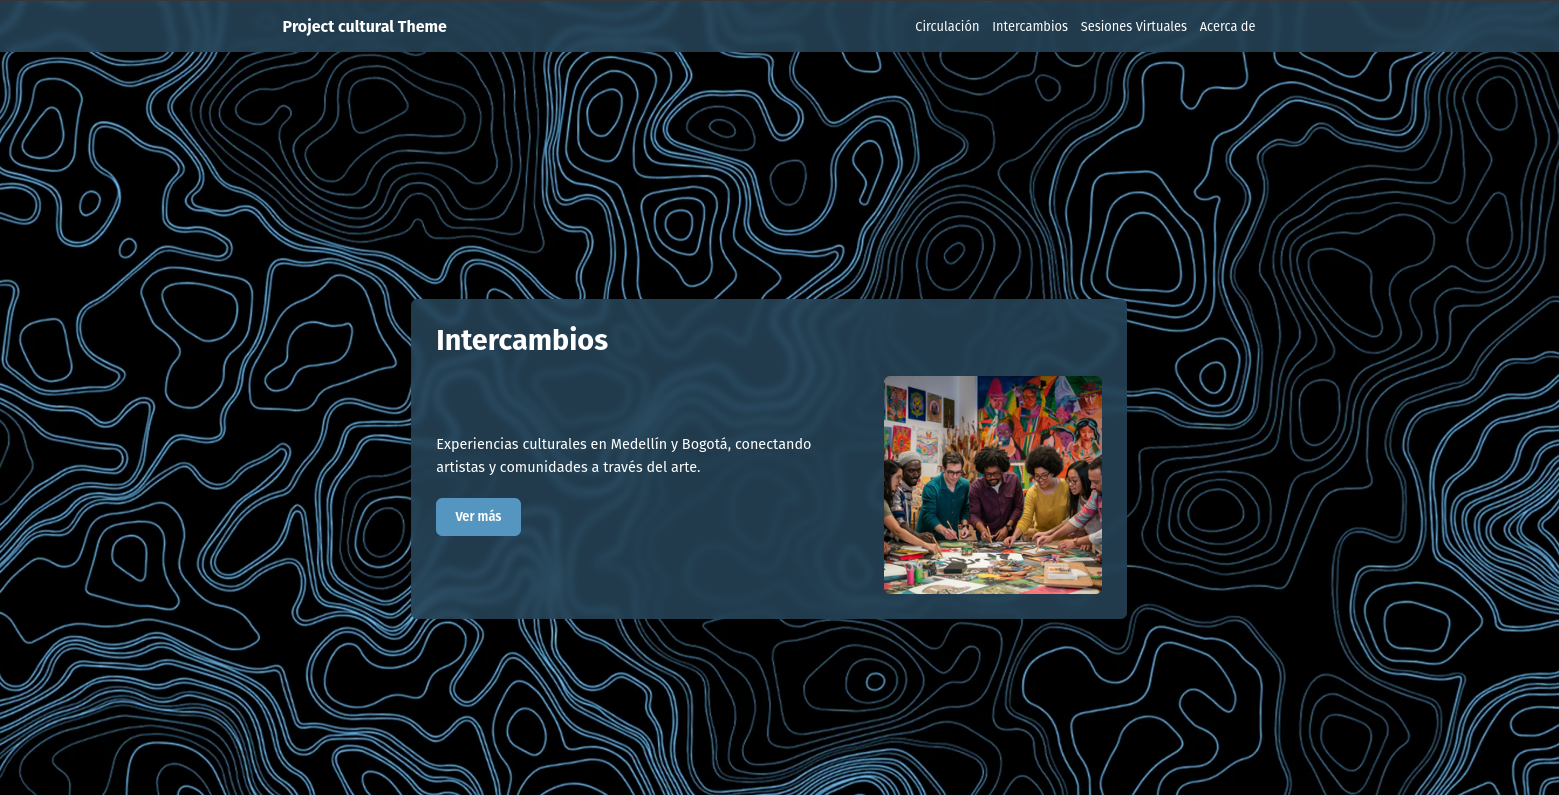 Project cultural Theme
Circulación Intercambios Sesiones Virtuales Acerca de
Intercambios
Experiencias culturales en Medellín y Bogotá, conectando
artistas y comunidades a través del arte.
Ver más